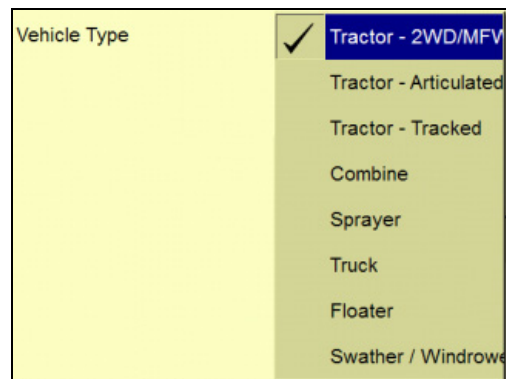 Vehicle Type
Tractor - 2WD/MFW
Tractor - Articulated
Tractor - Tracked
Combine
Sprayer
Truck
Floater
Swather / Windrowe